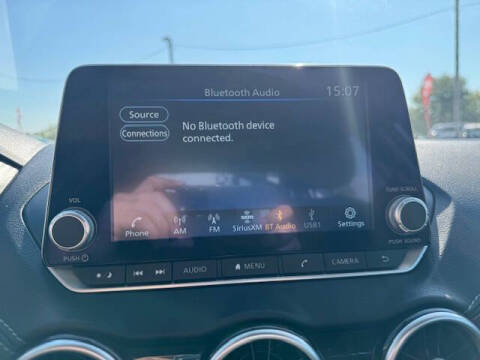 Bluetooth Audio 15:07
Source
Connections
No Bluetooth device
connected.
VOL
TUNE·SCROLL
Phone AM FM SiriusXM BT Audio USB1 Settings
PUSH PUSH SOUND
AUDIO MENU CAMERA